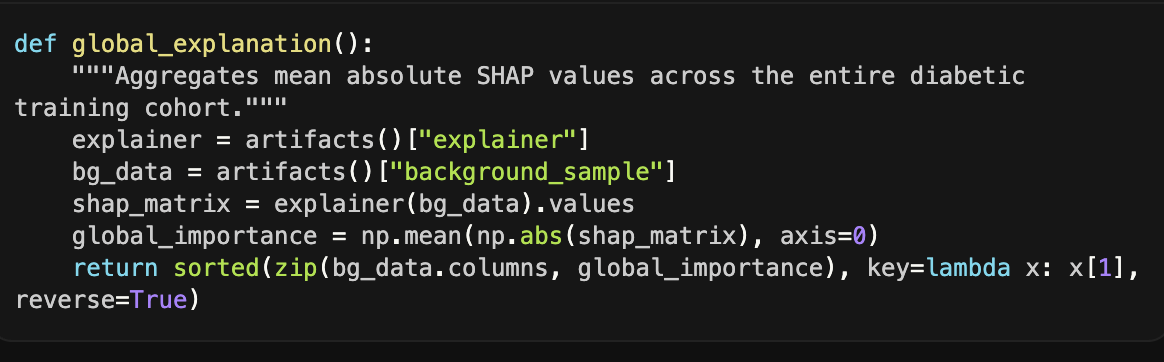 def global_explanation():
    """Aggregates mean absolute SHAP values across the entire diabetic
training cohort."""
    explainer = artifacts()["explainer"]
    bg_data = artifacts()["background_sample"]
    shap_matrix = explainer(bg_data).values
    global_importance = np.mean(np.abs(shap_matrix), axis=0)
    return sorted(zip(bg_data.columns, global_importance), key=lambda x: x[1],
reverse=True)